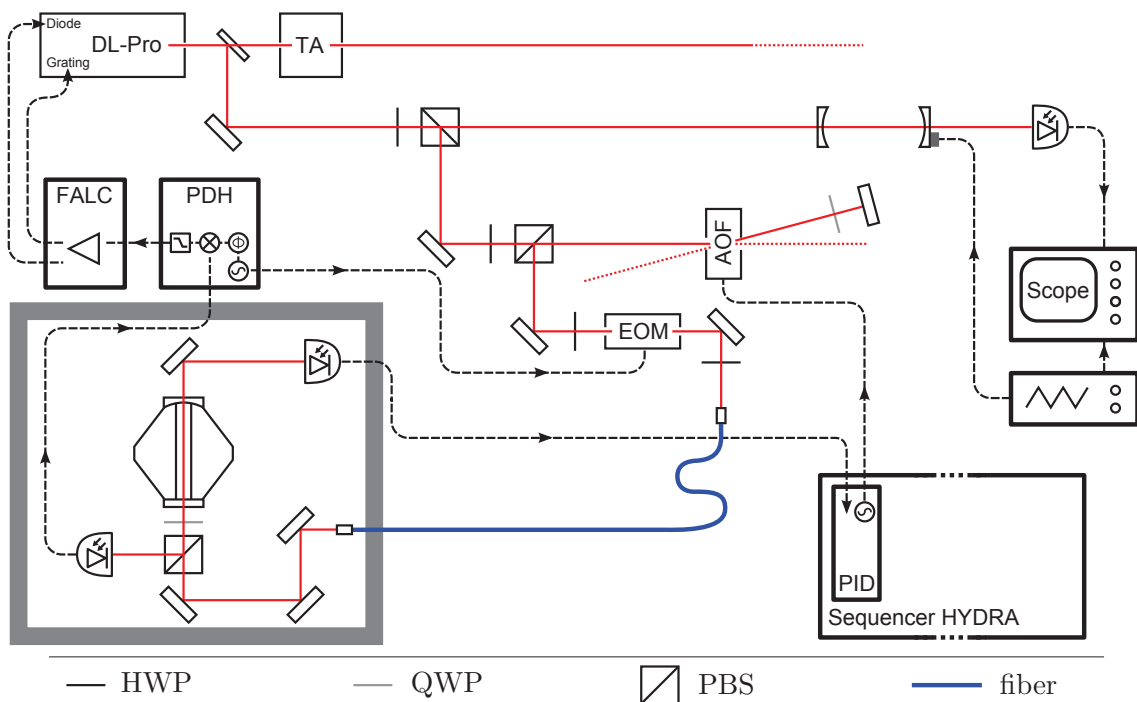 Diode
DL-Pro
Grating
TA
FALC
PDH
Φ
AOF
Scope
EOM
PID
Sequencer HYDRA
HWP
QWP
PBS
fiber